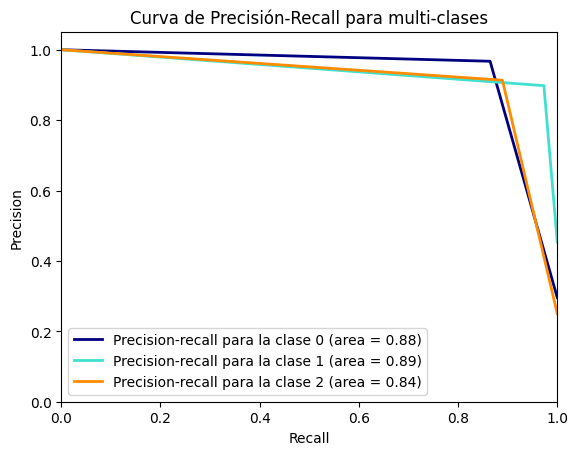 Curva de Precisión-Recall para multi-clases
1.0
0.8
0.6
0.4
0.2
0.0
Precision
Precision-recall para la clase 0 (area = 0.88)
Precision-recall para la clase 1 (area = 0.89)
Precision-recall para la clase 2 (area = 0.84)
0.0 0.2 0.4 0.6 0.8 1.0
Recall